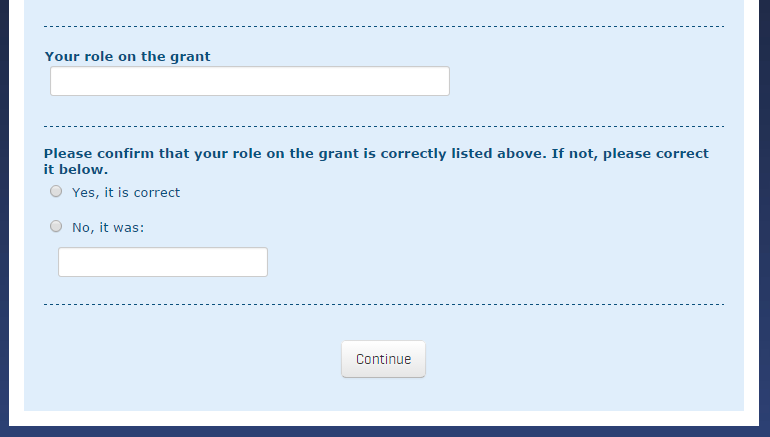 Your role on the grant
Please confirm that your role on the grant is correctly listed above. If not, please correct
it below.
Yes, it is correct
No, it was:
Continue